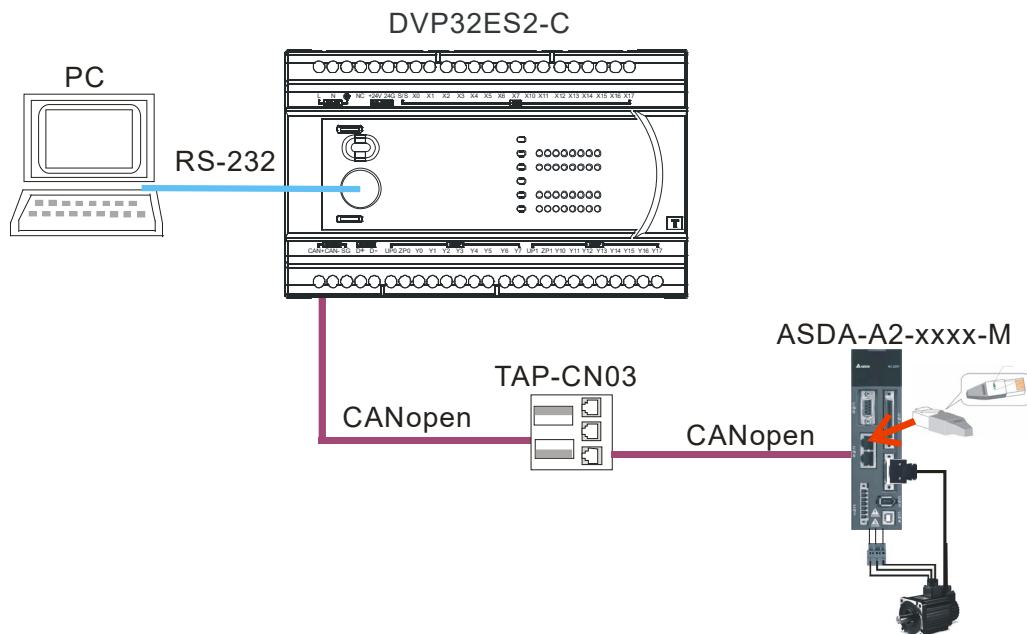 DVP32ES2-C
PC
L N NC +24V 24G S/S X0 X1 X2 X3 X4 X5 X6 X7 X10 X11 X12 X13 X14 X15 X16 X17
RS-232
T
CAN+ CAN- SG D+ D- UP0 ZP0 Y0 Y1 Y2 Y3 Y4 Y5 Y6 Y7 UP1 ZP1 Y10 Y11 Y12 Y13 Y14 Y15 Y16 Y17
ASDA-A2-xxxx-M
TAP-CN03
CANopen
CANopen